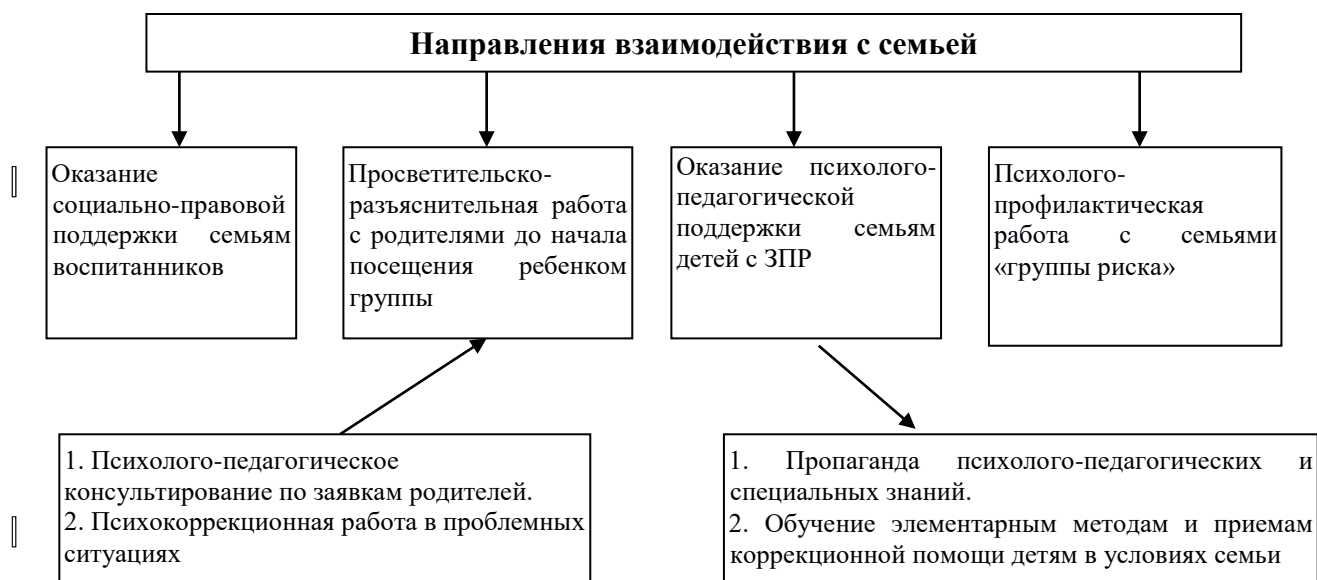 Направления взаимодействия с семьей
Оказание
социально-правовой
поддержки семьям
воспитанников
Просветительско-
разъяснительная работа
с родителями до начала
посещения ребенком
группы
Оказание психолого-
педагогической
поддержки семьям
детей с ЗПР
Психолого-
профилактическая
работа с семьями
«группы риска»
1. Психолого-педагогическое
консультирование по заявкам родителей.
2. Психокоррекционная работа в проблемных
ситуациях
1. Пропаганда психолого-педагогических и
специальных знаний.
2. Обучение элементарным методам и приемам
коррекционной помощи детям в условиях семьи